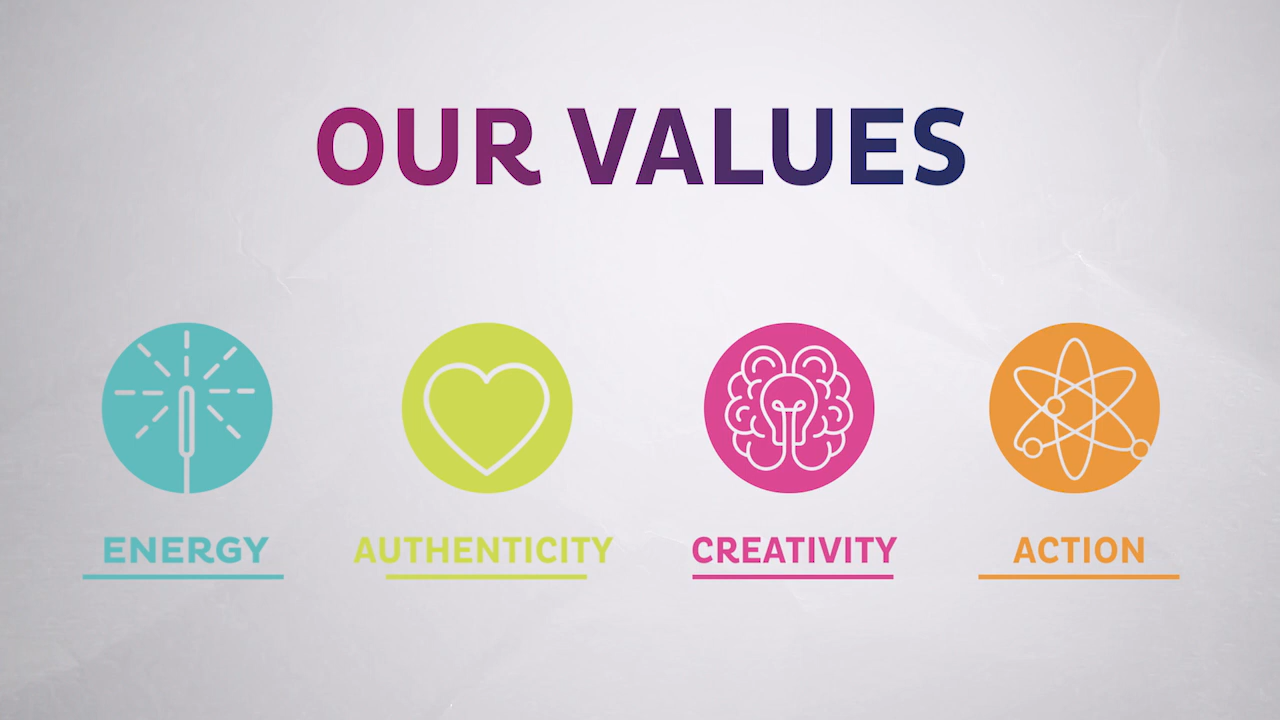 OUR VALUES
ENERGY
AUTHENTICITY
CREATIVITY
ACTION